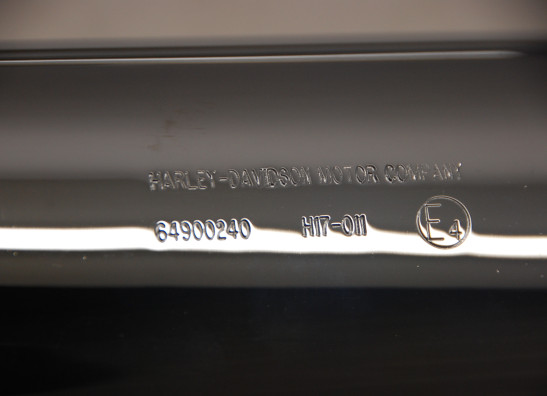 HARLEY-DAVIDSON MOTOR COMPANY
64900240 H17-011 E4